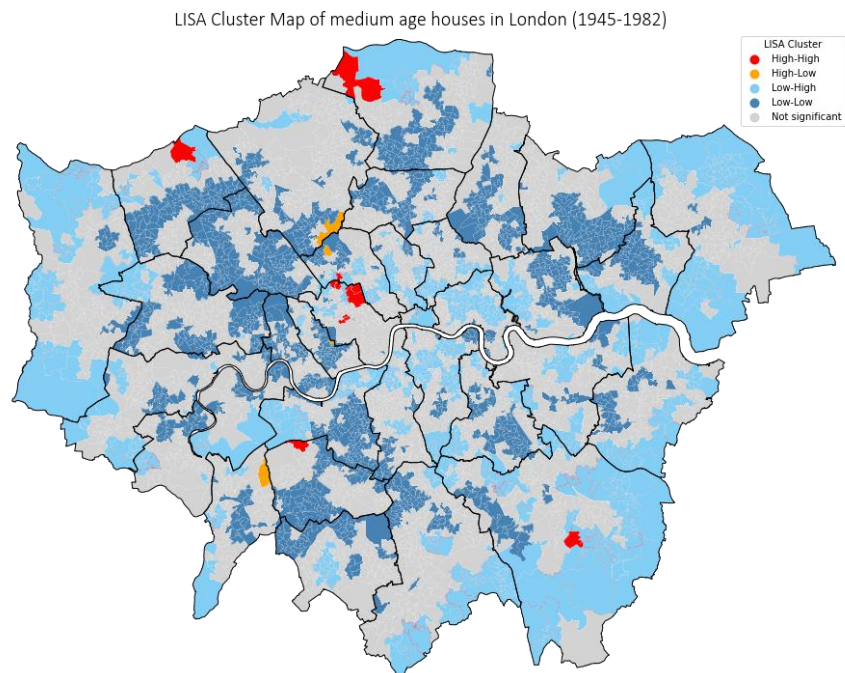 LISA Cluster Map of medium age houses in London (1945-1982)
LISA Cluster
High-High
High-Low
Low-High
Low-Low
Not significant